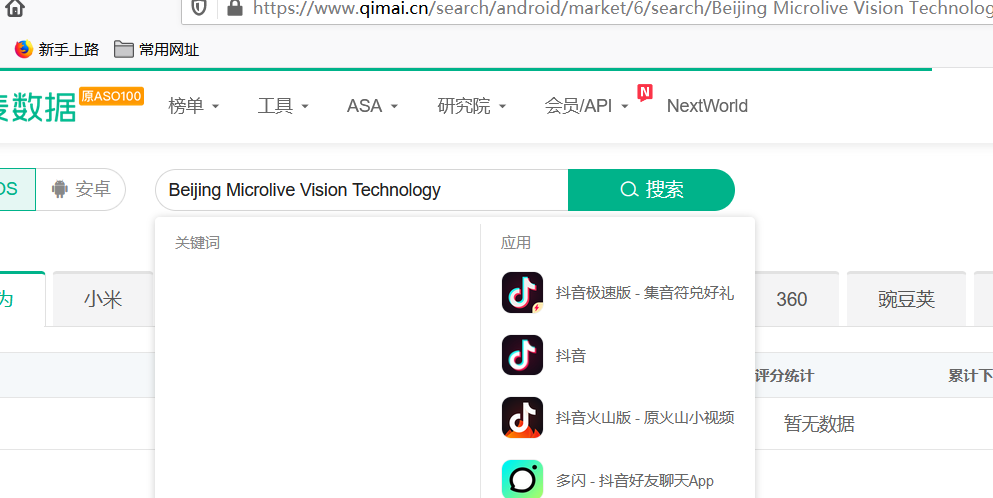 https://www.qimai.cn/search/android/market/6/search/Beijing Microlive Vision Technolog
新手上路 常用网址
麦数据 原ASO100 榜单 工具 ASA 研究院 会员/API N NextWorld
OS 安卓 Beijing Microlive Vision Technology 搜索
关键词 应用
抖音极速版 - 集音符兑好礼
为 小米 360 豌豆荚
抖音
评分统计 累计下
抖音火山版 - 原火山小视频
暂无数据
多闪 - 抖音好友聊天App